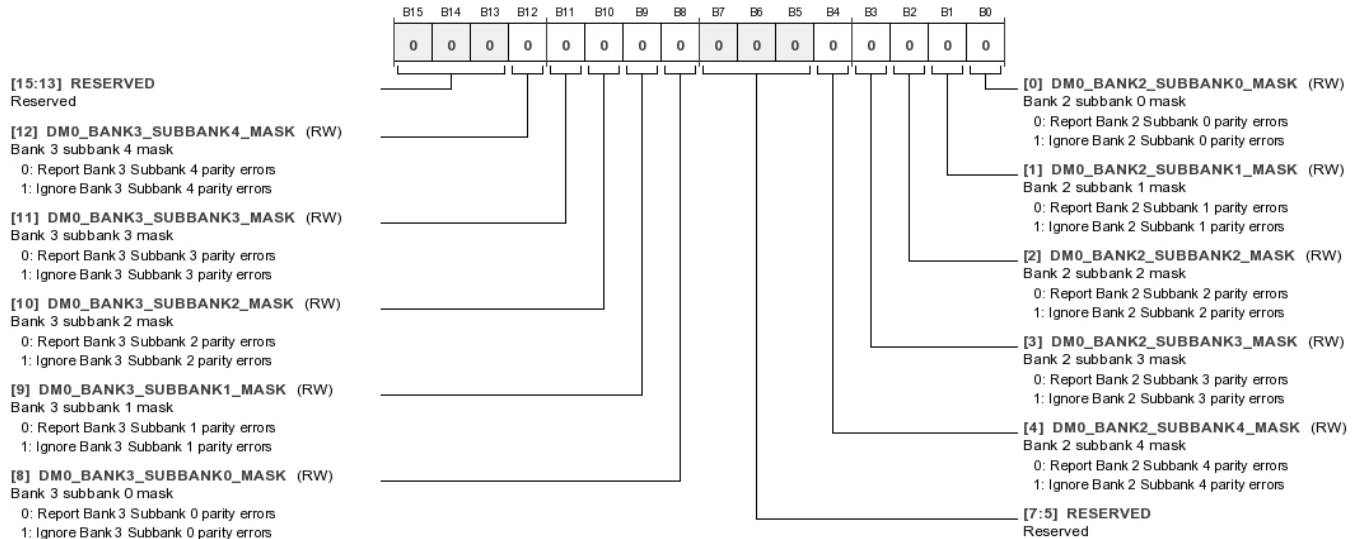 B15 B14 B13 B12 B11 B10 B9 B8 B7 B6 B5 B4 B3 B2 B1 B0
0 0 0 0 0 0 0 0 0 0 0 0 0 0 0 0
[15:13] RESERVED
Reserved
[12] DM0_BANK3_SUBBANK4_MASK (RW)
Bank 3 subbank 4 mask
0: Report Bank 3 Subbank 4 parity errors
1: Ignore Bank 3 Subbank 4 parity errors
[11] DM0_BANK3_SUBBANK3_MASK (RW)
Bank 3 subbank 3 mask
0: Report Bank 3 Subbank 3 parity errors
1: Ignore Bank 3 Subbank 3 parity errors
[10] DM0_BANK3_SUBBANK2_MASK (RW)
Bank 3 subbank 2 mask
0: Report Bank 3 Subbank 2 parity errors
1: Ignore Bank 3 Subbank 2 parity errors
[9] DM0_BANK3_SUBBANK1_MASK (RW)
Bank 3 subbank 1 mask
0: Report Bank 3 Subbank 1 parity errors
1: Ignore Bank 3 Subbank 1 parity errors
[8] DM0_BANK3_SUBBANK0_MASK (RW)
Bank 3 subbank 0 mask
0: Report Bank 3 Subbank 0 parity errors
1: Ignore Bank 3 Subbank 0 parity errors
[0] DM0_BANK2_SUBBANK0_MASK (RW)
Bank 2 subbank 0 mask
0: Report Bank 2 Subbank 0 parity errors
1: Ignore Bank 2 Subbank 0 parity errors
[1] DM0_BANK2_SUBBANK1_MASK (RW)
Bank 2 subbank 1 mask
0: Report Bank 2 Subbank 1 parity errors
1: Ignore Bank 2 Subbank 1 parity errors
[2] DM0_BANK2_SUBBANK2_MASK (RW)
Bank 2 subbank 2 mask
0: Report Bank 2 Subbank 2 parity errors
1: Ignore Bank 2 Subbank 2 parity errors
[3] DM0_BANK2_SUBBANK3_MASK (RW)
Bank 2 subbank 3 mask
0: Report Bank 2 Subbank 3 parity errors
1: Ignore Bank 2 Subbank 3 parity errors
[4] DM0_BANK2_SUBBANK4_MASK (RW)
Bank 2 subbank 4 mask
0: Report Bank 2 Subbank 4 parity errors
1: Ignore Bank 2 Subbank 4 parity errors
[7:5] RESERVED
Reserved